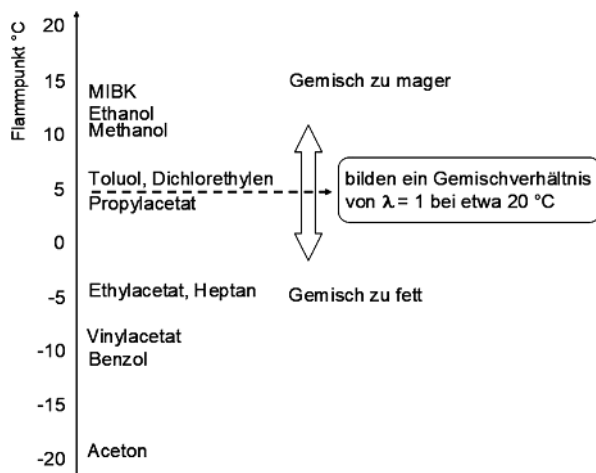 Flammpunkt °C
20
15
10
5
0
-5
-10
-15
-20
MIBK
Ethanol
Methanol
Toluol, Dichlorethylen
Propylacetat
Ethylacetat, Heptan
Vinylacetat
Benzol
Aceton
Gemisch zu mager
bilden ein Gemischverhältnis
von λ = 1 bei etwa 20 °C
Gemisch zu fett